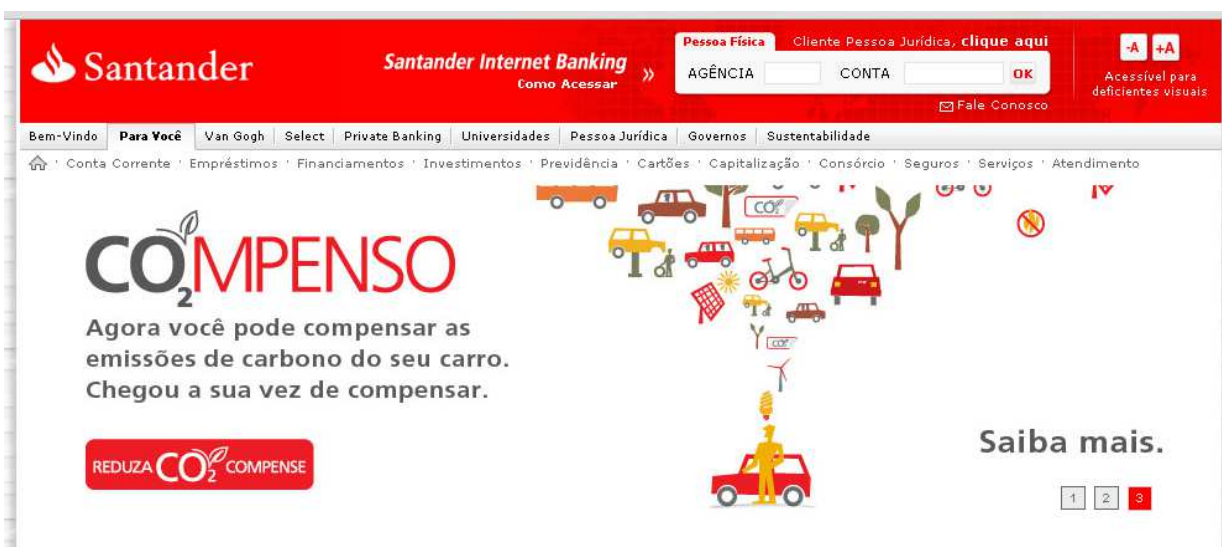 Santander
Santander Internet Banking »
Como Acessar
Pessoa Física Cliente Pessoa Jurídica, clique aqui
AGÊNCIA CONTA OK
Fale Conosco
-A +A
Acessível para
deficientes visuais
Bem-Vindo Para Você Van Gogh Select Private Banking Universidades Pessoa Jurídica Governos Sustentabilidade
Conta Corrente Empréstimos Financiamentos Investimentos Previdência Cartões Capitalização Consórcio Seguros Serviços Atendimento
CO2MPENSO
Agora você pode compensar as
emissões de carbono do seu carro.
Chegou a sua vez de compensar.
REDUZA CO2 COMPENSE
CO2
CO2
Saiba mais.
1 2 3